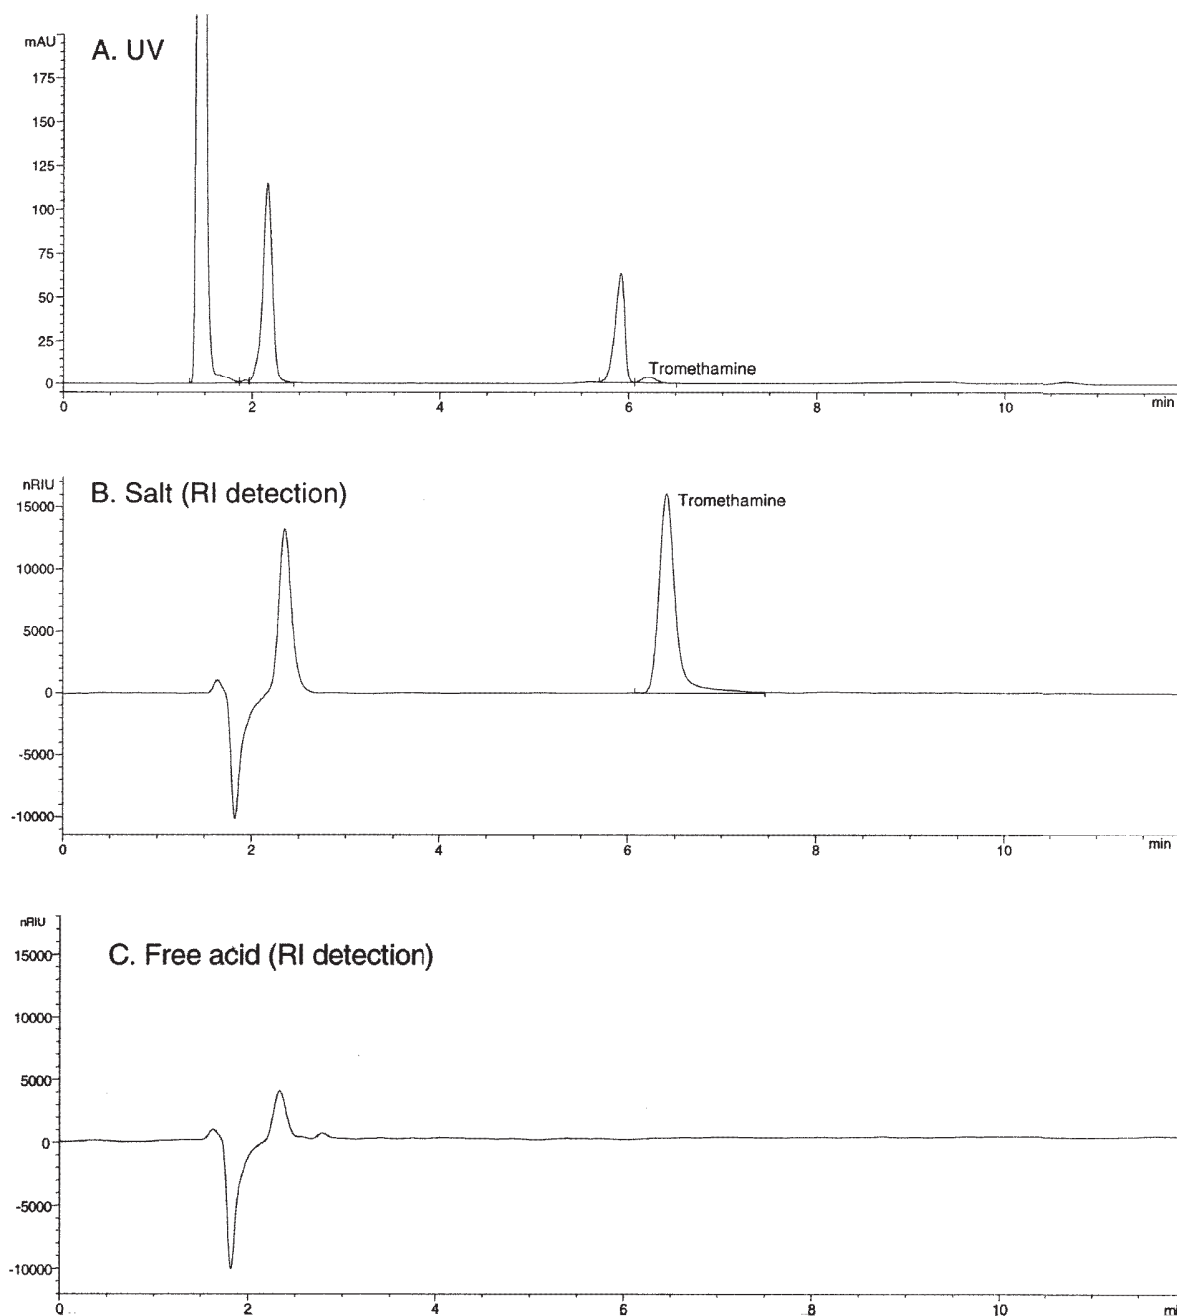 mAU
A. UV
175
150
125
100
75
50
25
0
Tromethamine
0 2 4 6 8 10 min
nRIU
B. Salt (RI detection)
15000
Tromethamine
10000
5000
0
-5000
-10000
0 2 4 6 8 10 min
nRIU
C. Free acid (RI detection)
15000
10000
5000
0
-5000
-10000
0 2 4 6 8 10